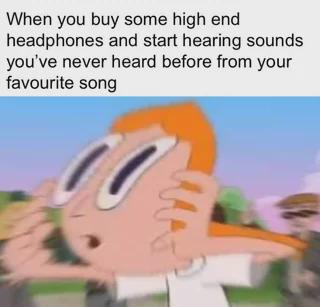 When you buy some high end
headphones and start hearing sounds
you've never heard before from your
favourite song